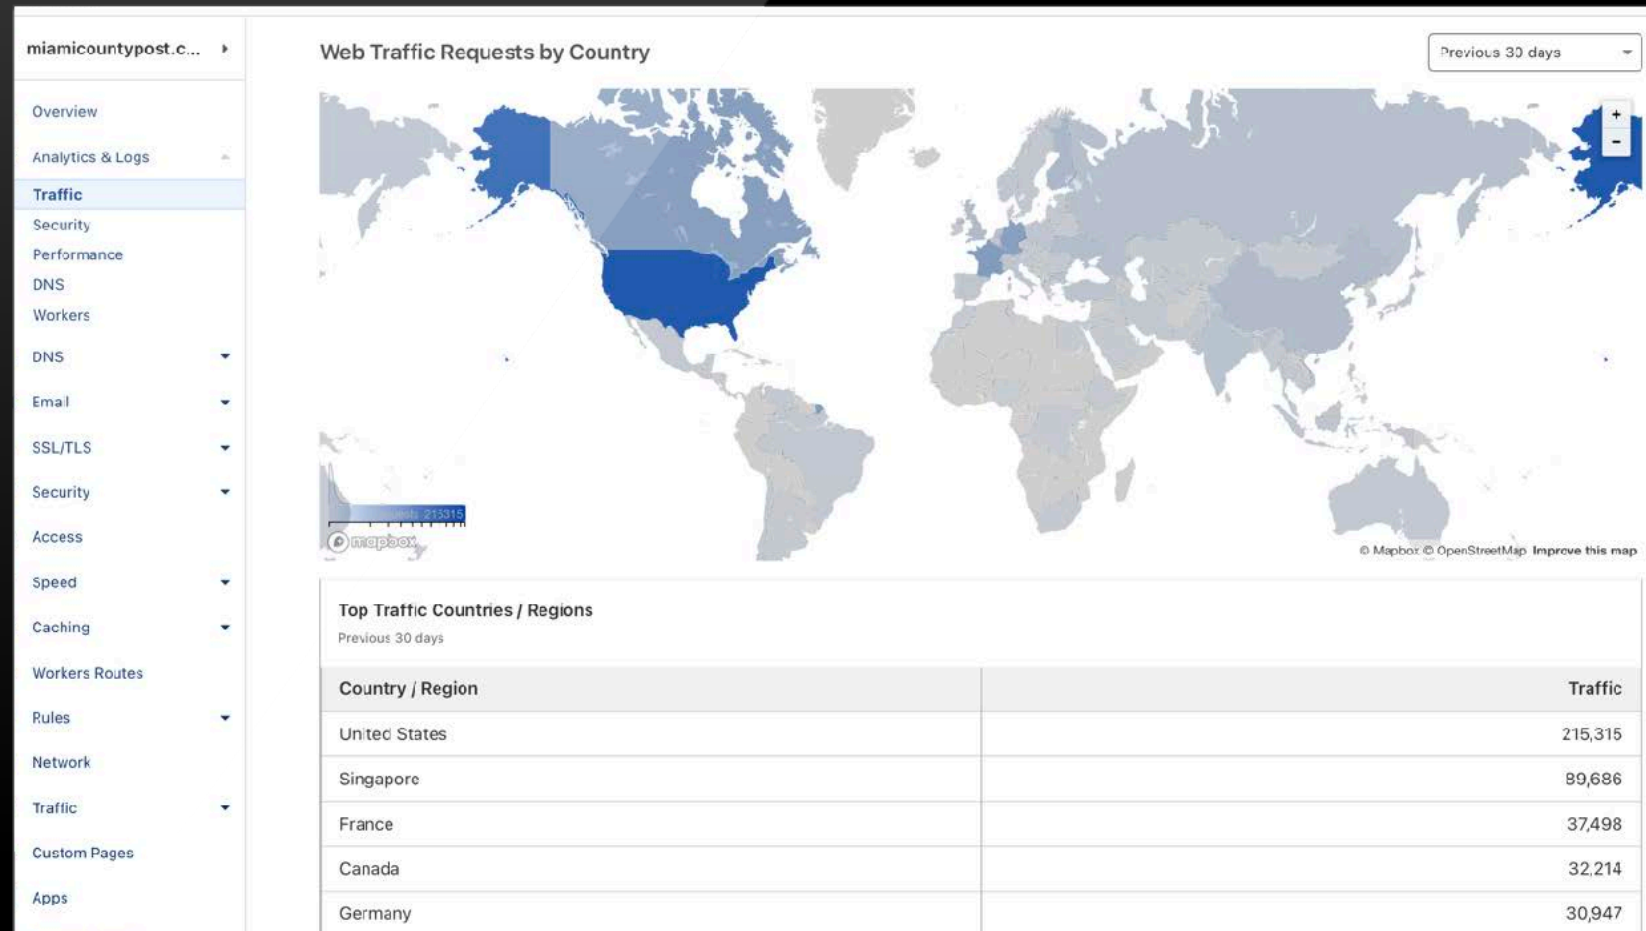 miamicountypost.c...
Overview
Analytics & Logs
Traffic
Security
Performance
DNS
Workers
DNS
Email
SSL/TLS
Security
Access
Speed
Caching
Workers Routes
Rules
Network
Traffic
Custom Pages
Apps
Web Traffic Requests by Country
Previous 30 days
+
-
215315
mapbox
© Mapbox © OpenStreetMap Improve this map
Top Traffic Countries / Regions
Previous 30 days
Country / Region Traffic
United States 215,315
Singapore 89,686
France 37,498
Canada 32,214
Germany 30,947